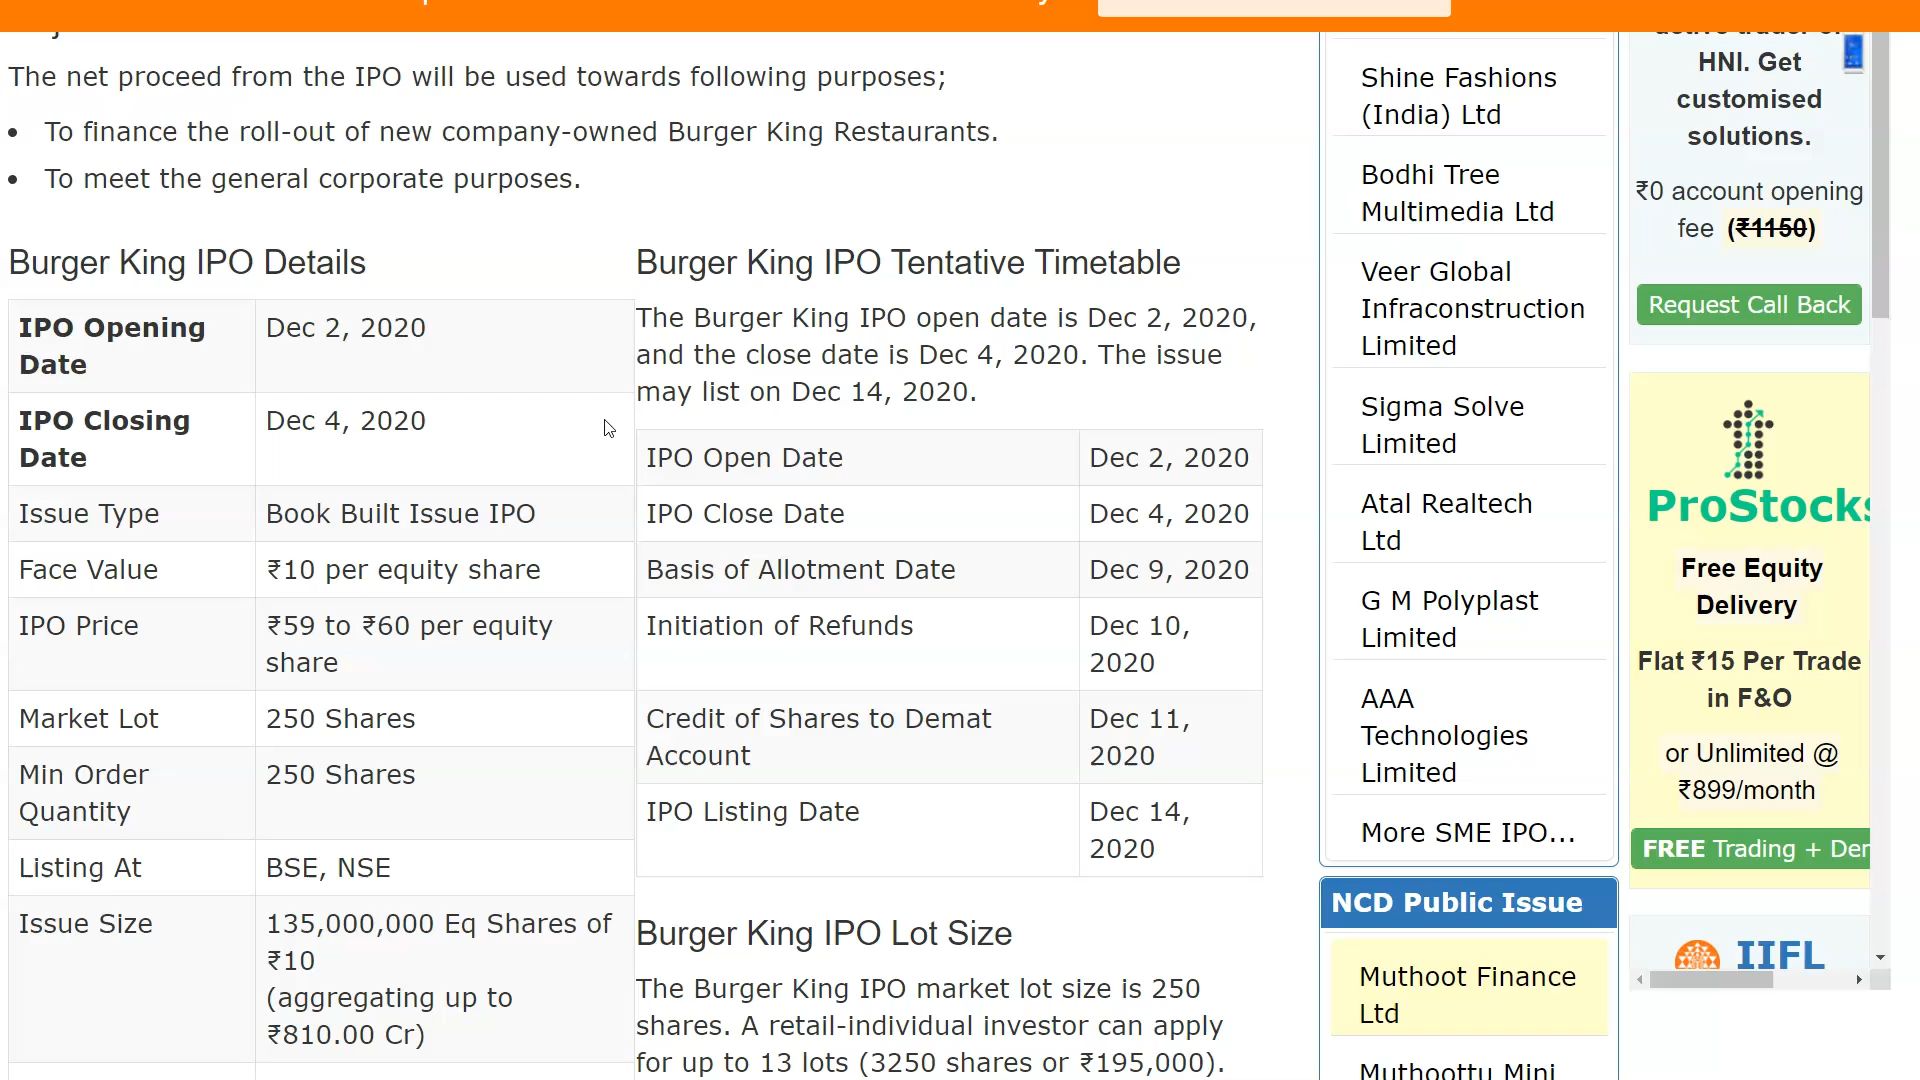 The net proceed from the IPO will be used towards following purposes;
• To finance the roll-out of new company-owned Burger King Restaurants.
• To meet the general corporate purposes.
Burger King IPO Details
IPO Opening
Date
Dec 2, 2020
IPO Closing
Date
Dec 4, 2020
Issue Type
Book Built Issue IPO
Face Value
₹10 per equity share
IPO Price
₹59 to ₹60 per equity
share
Market Lot
250 Shares
Min Order
Quantity
250 Shares
Listing At
BSE, NSE
Issue Size
135,000,000 Eq Shares of
₹10
(aggregating up to
₹810.00 Cr)
Burger King IPO Tentative Timetable
The Burger King IPO open date is Dec 2, 2020,
and the close date is Dec 4, 2020. The issue
may list on Dec 14, 2020.
IPO Open Date
Dec 2, 2020
IPO Close Date
Dec 4, 2020
Basis of Allotment Date
Dec 9, 2020
Initiation of Refunds
Dec 10,
2020
Credit of Shares to Demat
Account
Dec 11,
2020
IPO Listing Date
Dec 14,
2020
Burger King IPO Lot Size
The Burger King IPO market lot size is 250
shares. A retail-individual investor can apply
for up to 13 lots (3250 shares or ₹195,000).
Shine Fashions
(India) Ltd
Bodhi Tree
Multimedia Ltd
Veer Global
Infraconstruction
Limited
Sigma Solve
Limited
Atal Realtech
Ltd
G M Polyplast
Limited
AAA
Technologies
Limited
More SME IPO...
NCD Public Issue
Muthoot Finance
Ltd
Muthoottu Mini
HNI. Get
customised
solutions.
₹0 account opening
fee (₹1150)
Request Call Back
ProStocks
Free Equity
Delivery
Flat ₹15 Per Trade
in F&O
or Unlimited @
₹899/month
FREE Trading + Der
IIFL